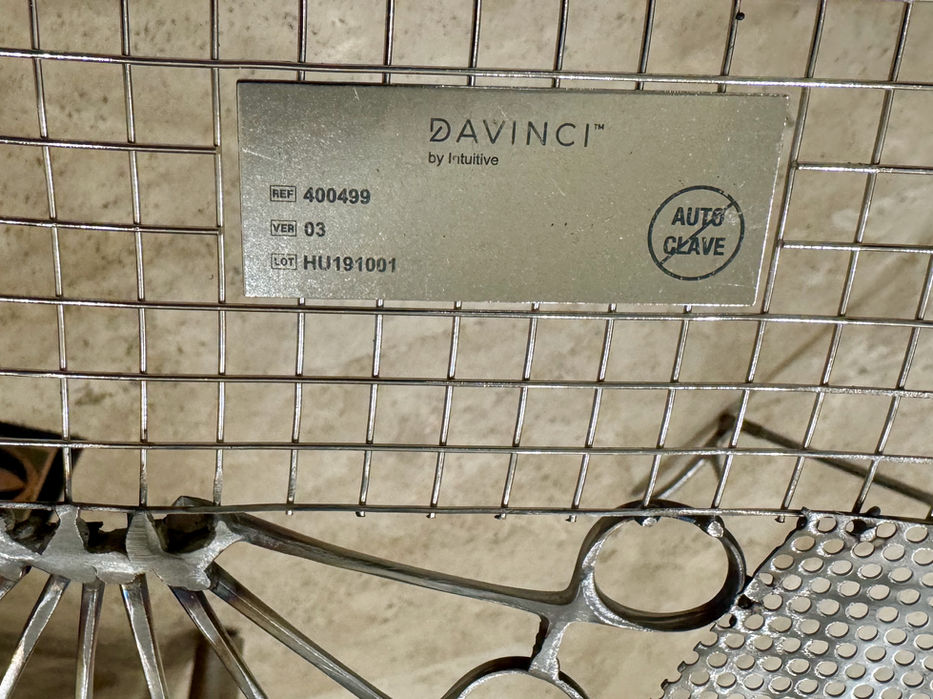 DAVINCI™
by Intuitive
REF 400499
VER 03
LOT HU191001
AUTO
CLAVE